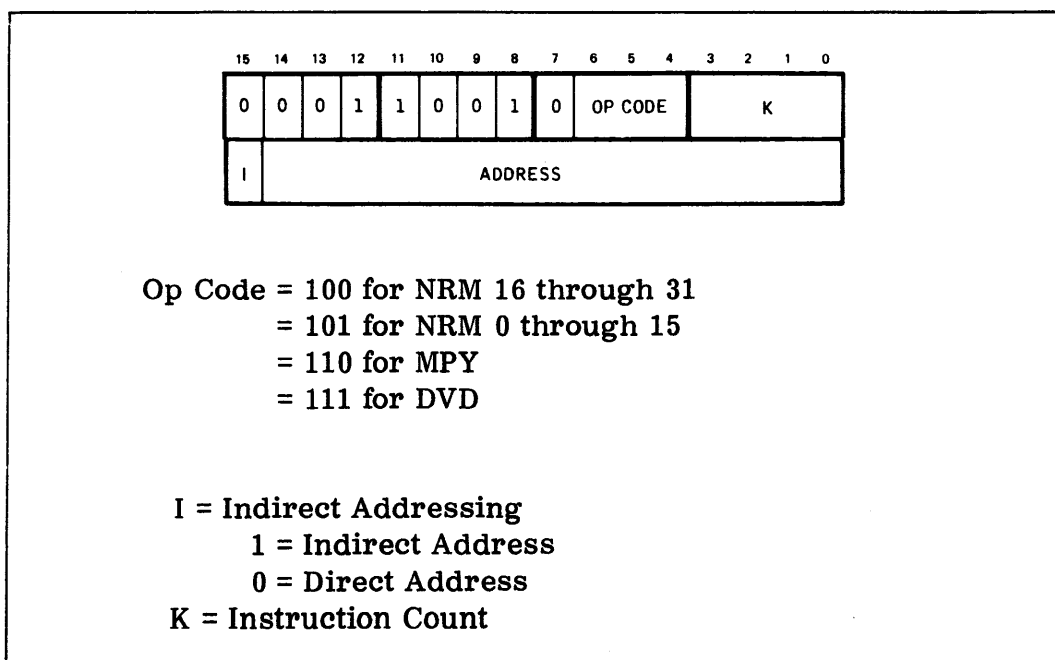 15 14 13 12 11 10 9 8 7 6 5 4 3 2 1 0
0 0 0 1 1 0 0 1 0 OP CODE K
I ADDRESS
Op Code = 100 for NRM 16 through 31
= 101 for NRM 0 through 15
= 110 for MPY
= 111 for DVD
I = Indirect Addressing
1 = Indirect Address
0 = Direct Address
K = Instruction Count